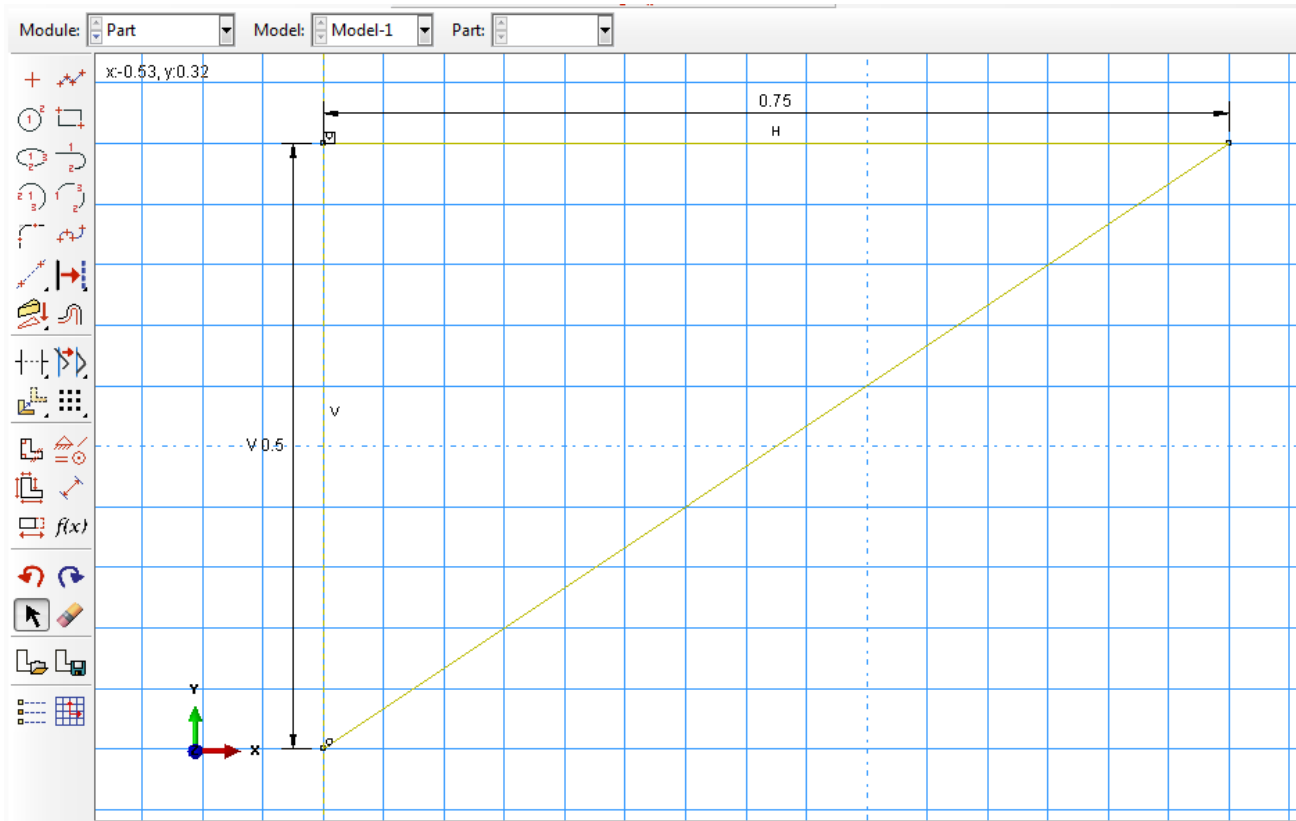 Module: Part Model: Model-1 Part:
x:-0.53, y:0.32
0.75
H
V
V 0.5
f(x)
Y
X